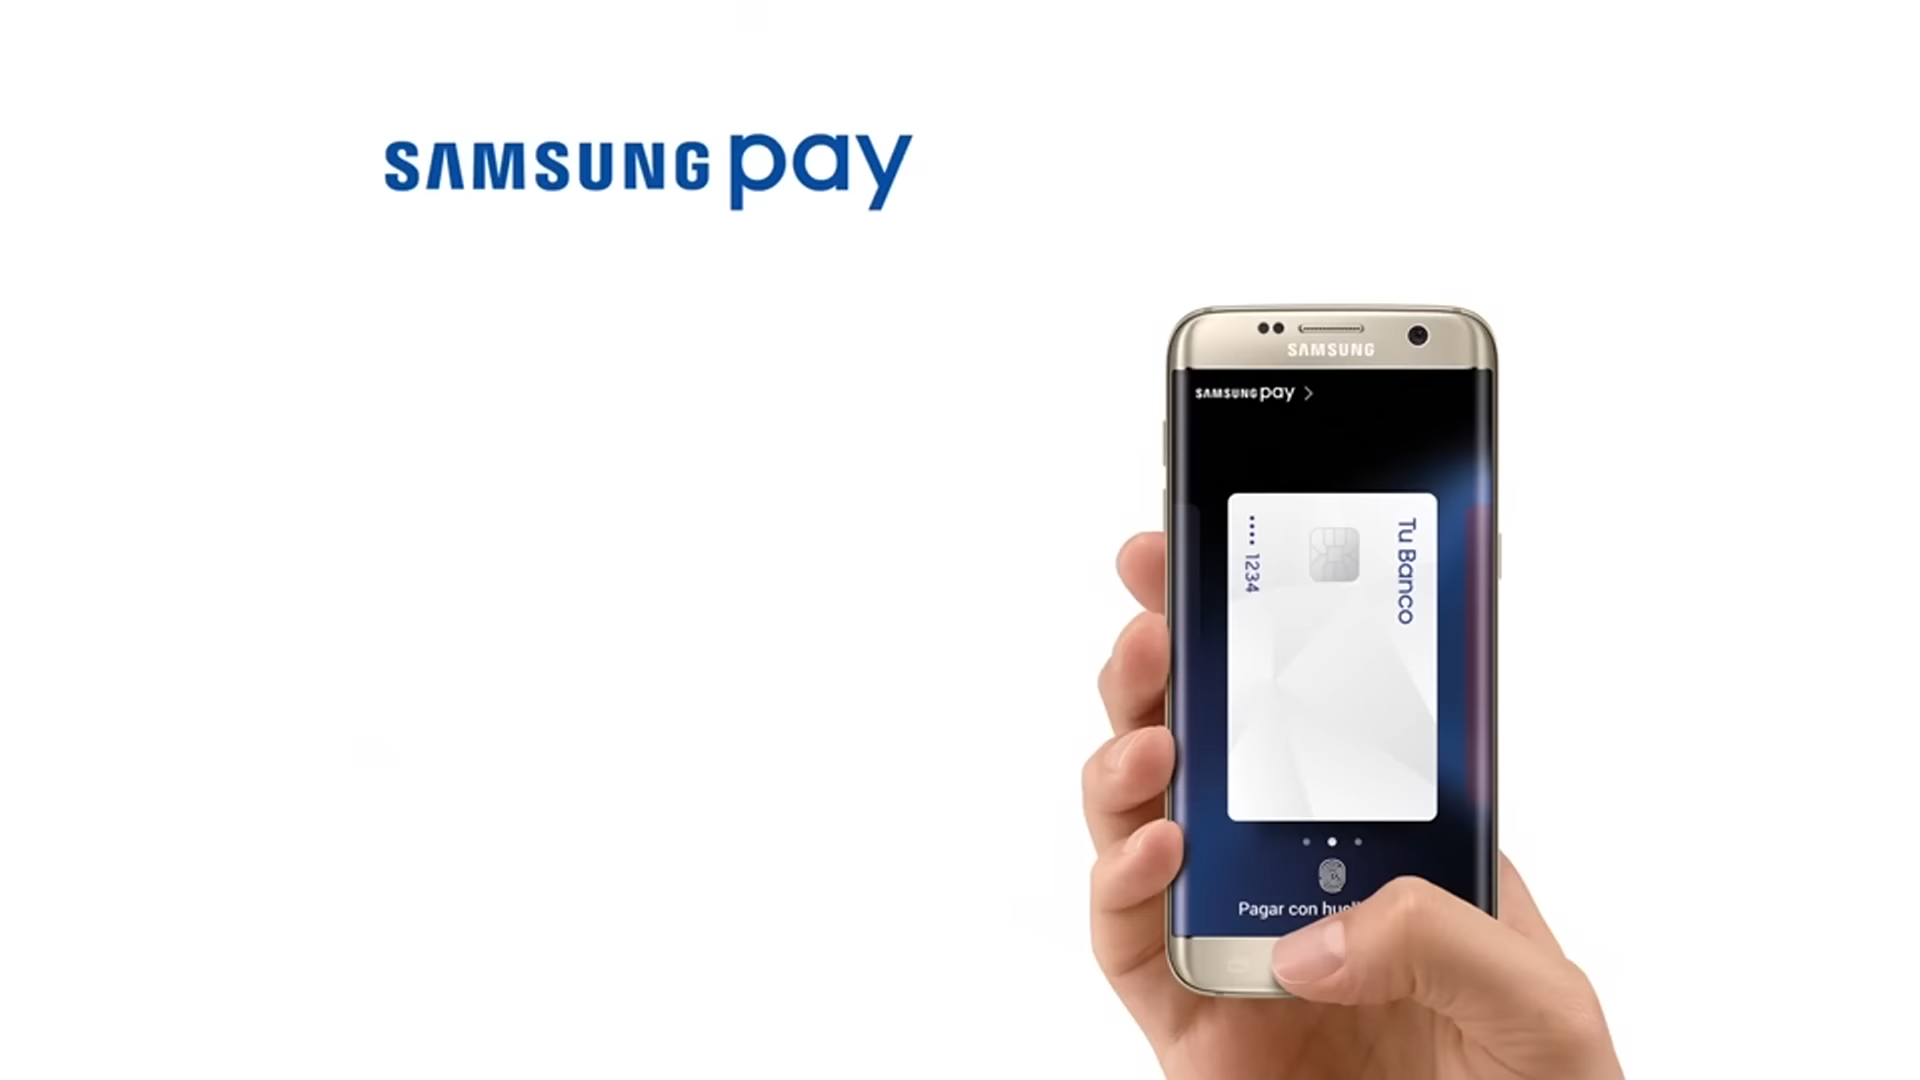 SAMSUNG pay
SAMSUNG
SAMSUNG pay >
Tu Banco
•••• 1234
Pagar con